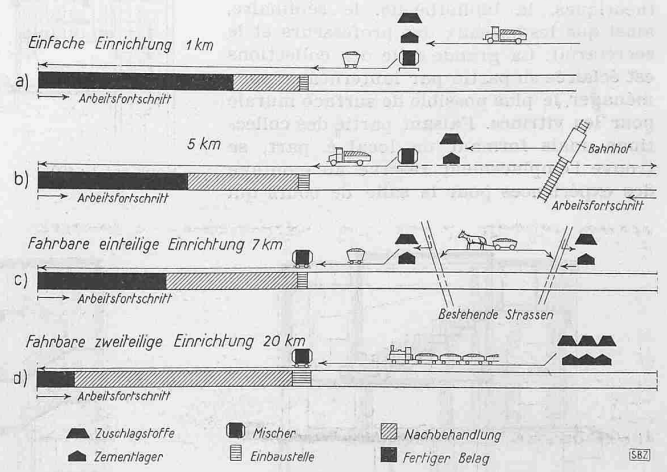 Einfache Einrichtung 1 km
a)
Arbeitsfortschritt
5 km
Bahnhof
b)
Arbeitsfortschritt
Arbeitsfortschritt
Fahrbare einteilige Einrichtung 7 km
c)
Arbeitsfortschritt
Bestehende Strassen
Fahrbare zweiteilige Einrichtung 20 km
d)
Arbeitsfortschritt
Zuschlagstoffe
Mischer
Nachbehandlung
Zementlager
Einbaustelle
Fertiger Belag
SBZ